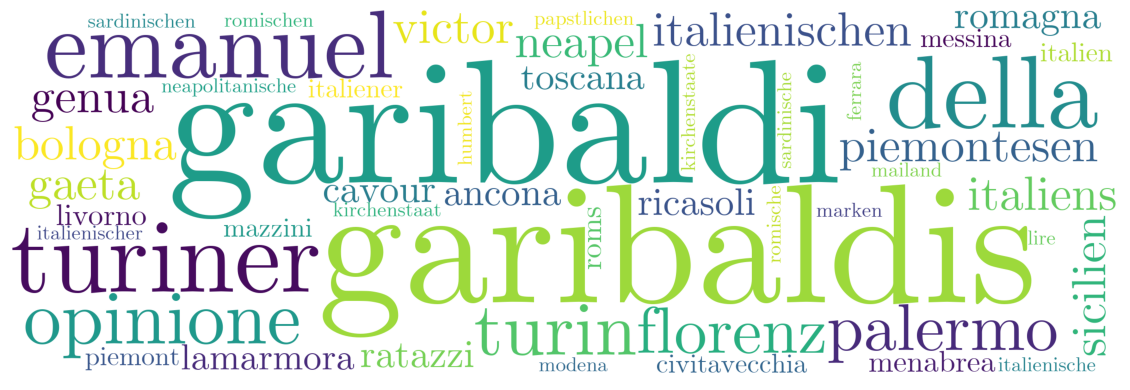 sardinischen romischen papstlichen romagna
emanuel victor neapel italienischen messina
italien
genua neapolitanische italiener toscana
garibaldi humbert kirchenstaate sardinische ferrara della
bologna piemontesen
gaeta cavour ancona ricasoli mailand italiens
livorno kirchenstaat marken
italienischer mazzini
turiner garibaldis roms romische lire sicilien
opinione turin florenz palermo
piemont lamarmora ratazzi modena civitavecchia menabrea italienische